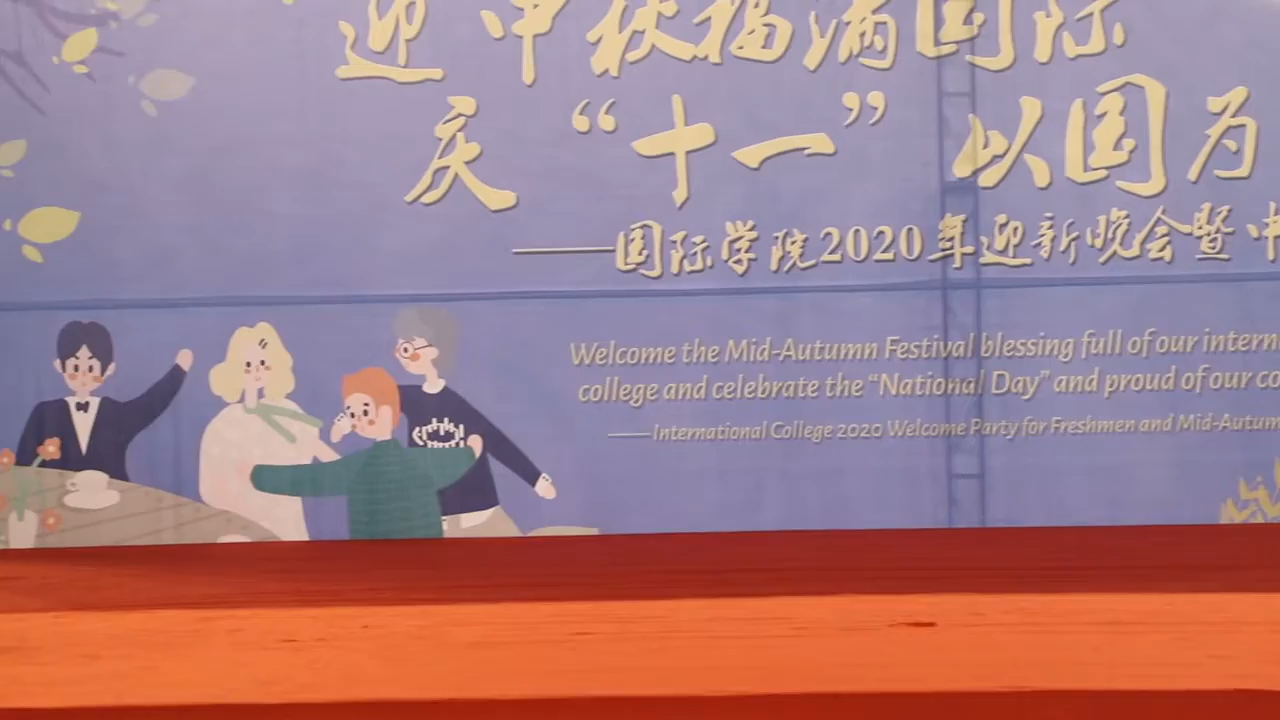 迎中秋福满国际
庆“十一”以国为
——国际学院2020年迎新晚会暨中
Welcome the Mid-Autumn Festival blessing full of our intern
college and celebrate the “National Day” and proud of our co
——International College 2020 Welcome Party for Freshmen and Mid-Autum